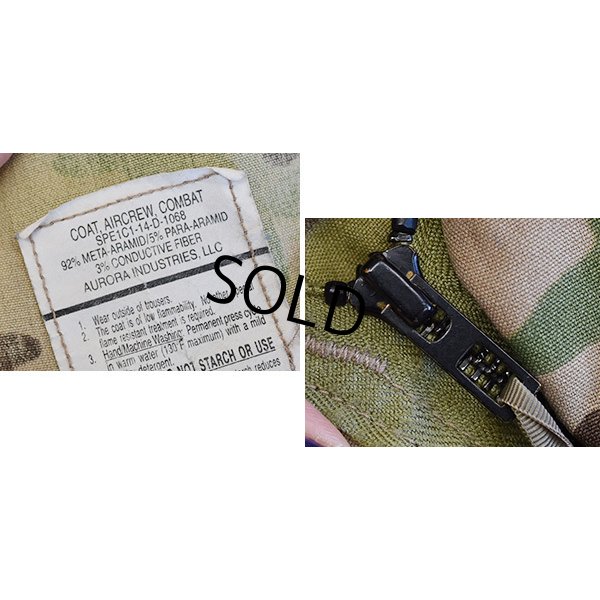 COAT, AIRCREW, COMBAT
SPE1C1-14-D-1068
92% META-ARAMID/5% PARA-ARAMID
3% CONDUCTIVE FIBER
AURORA INDUSTRIES, LLC
1. Wear outside of trousers.
2. The coat is of low flammability. No
flame resistant treatment is required.
3. Hand/Machine Washing: Permanent press cycle
in warm water (130°F maximum) with a mild
detergent.
NOT STARCH OR USE
reduces
SOLD